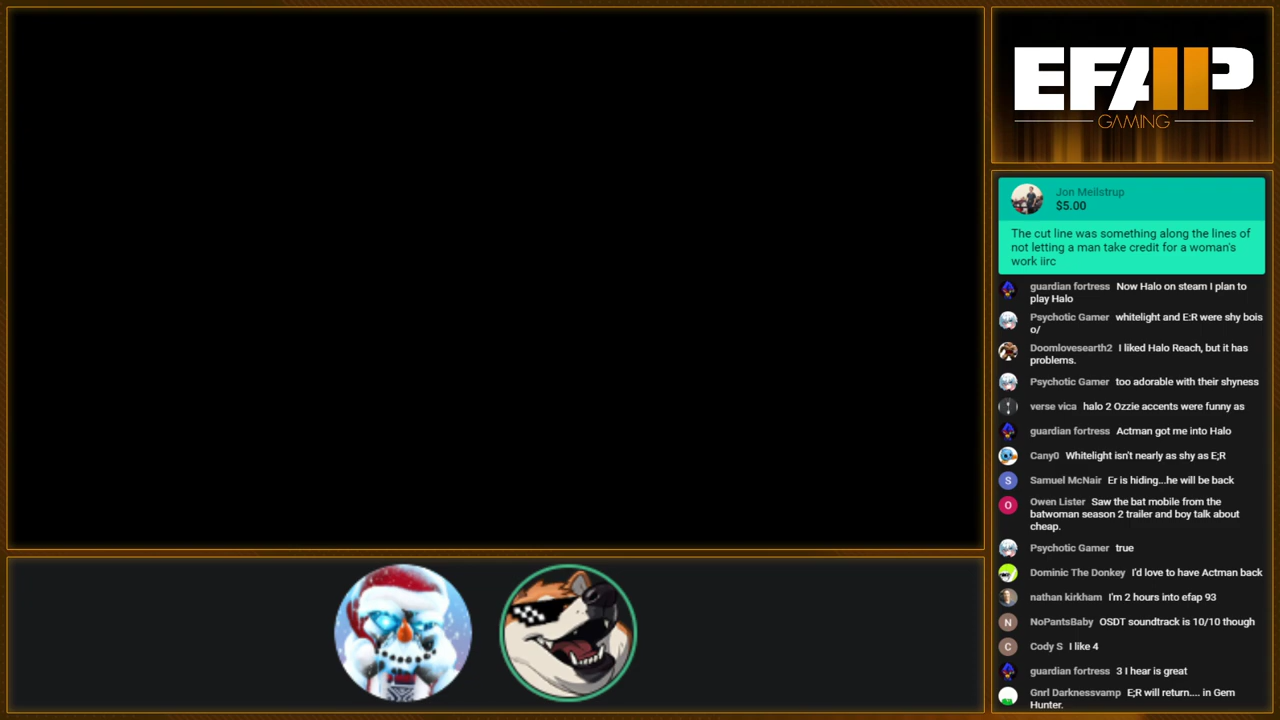 EFAP
GAMING
Jon Meilstrup
$5.00
The cut line was something along the lines of
not letting a man take credit for a woman's
work iirc
guardian fortress Now Halo on steam I plan to
play Halo
Psychotic Gamer whitelight and E:R were shy bois
o/
Doomlovesearth2 I liked Halo Reach, but it has
problems.
Psychotic Gamer too adorable with their shyness
verse vica halo 2 Ozzie accents were funny as
guardian fortress Actman got me into Halo
Cany0 Whitelight isn't nearly as shy as E;R
S
Samuel McNair Er is hiding...he will be back
O
Owen Lister Saw the bat mobile from the
batwoman season 2 trailer and boy talk about
cheap.
Psychotic Gamer true
Dominic The Donkey I'd love to have Actman back
nathan kirkham I'm 2 hours into efap 93
N
NoPantsBaby OSDT soundtrack is 10/10 though
C
Cody S I like 4
guardian fortress 3 I hear is great
Gnrl Darknessvamp E;R will return.... in Gem
Hunter.